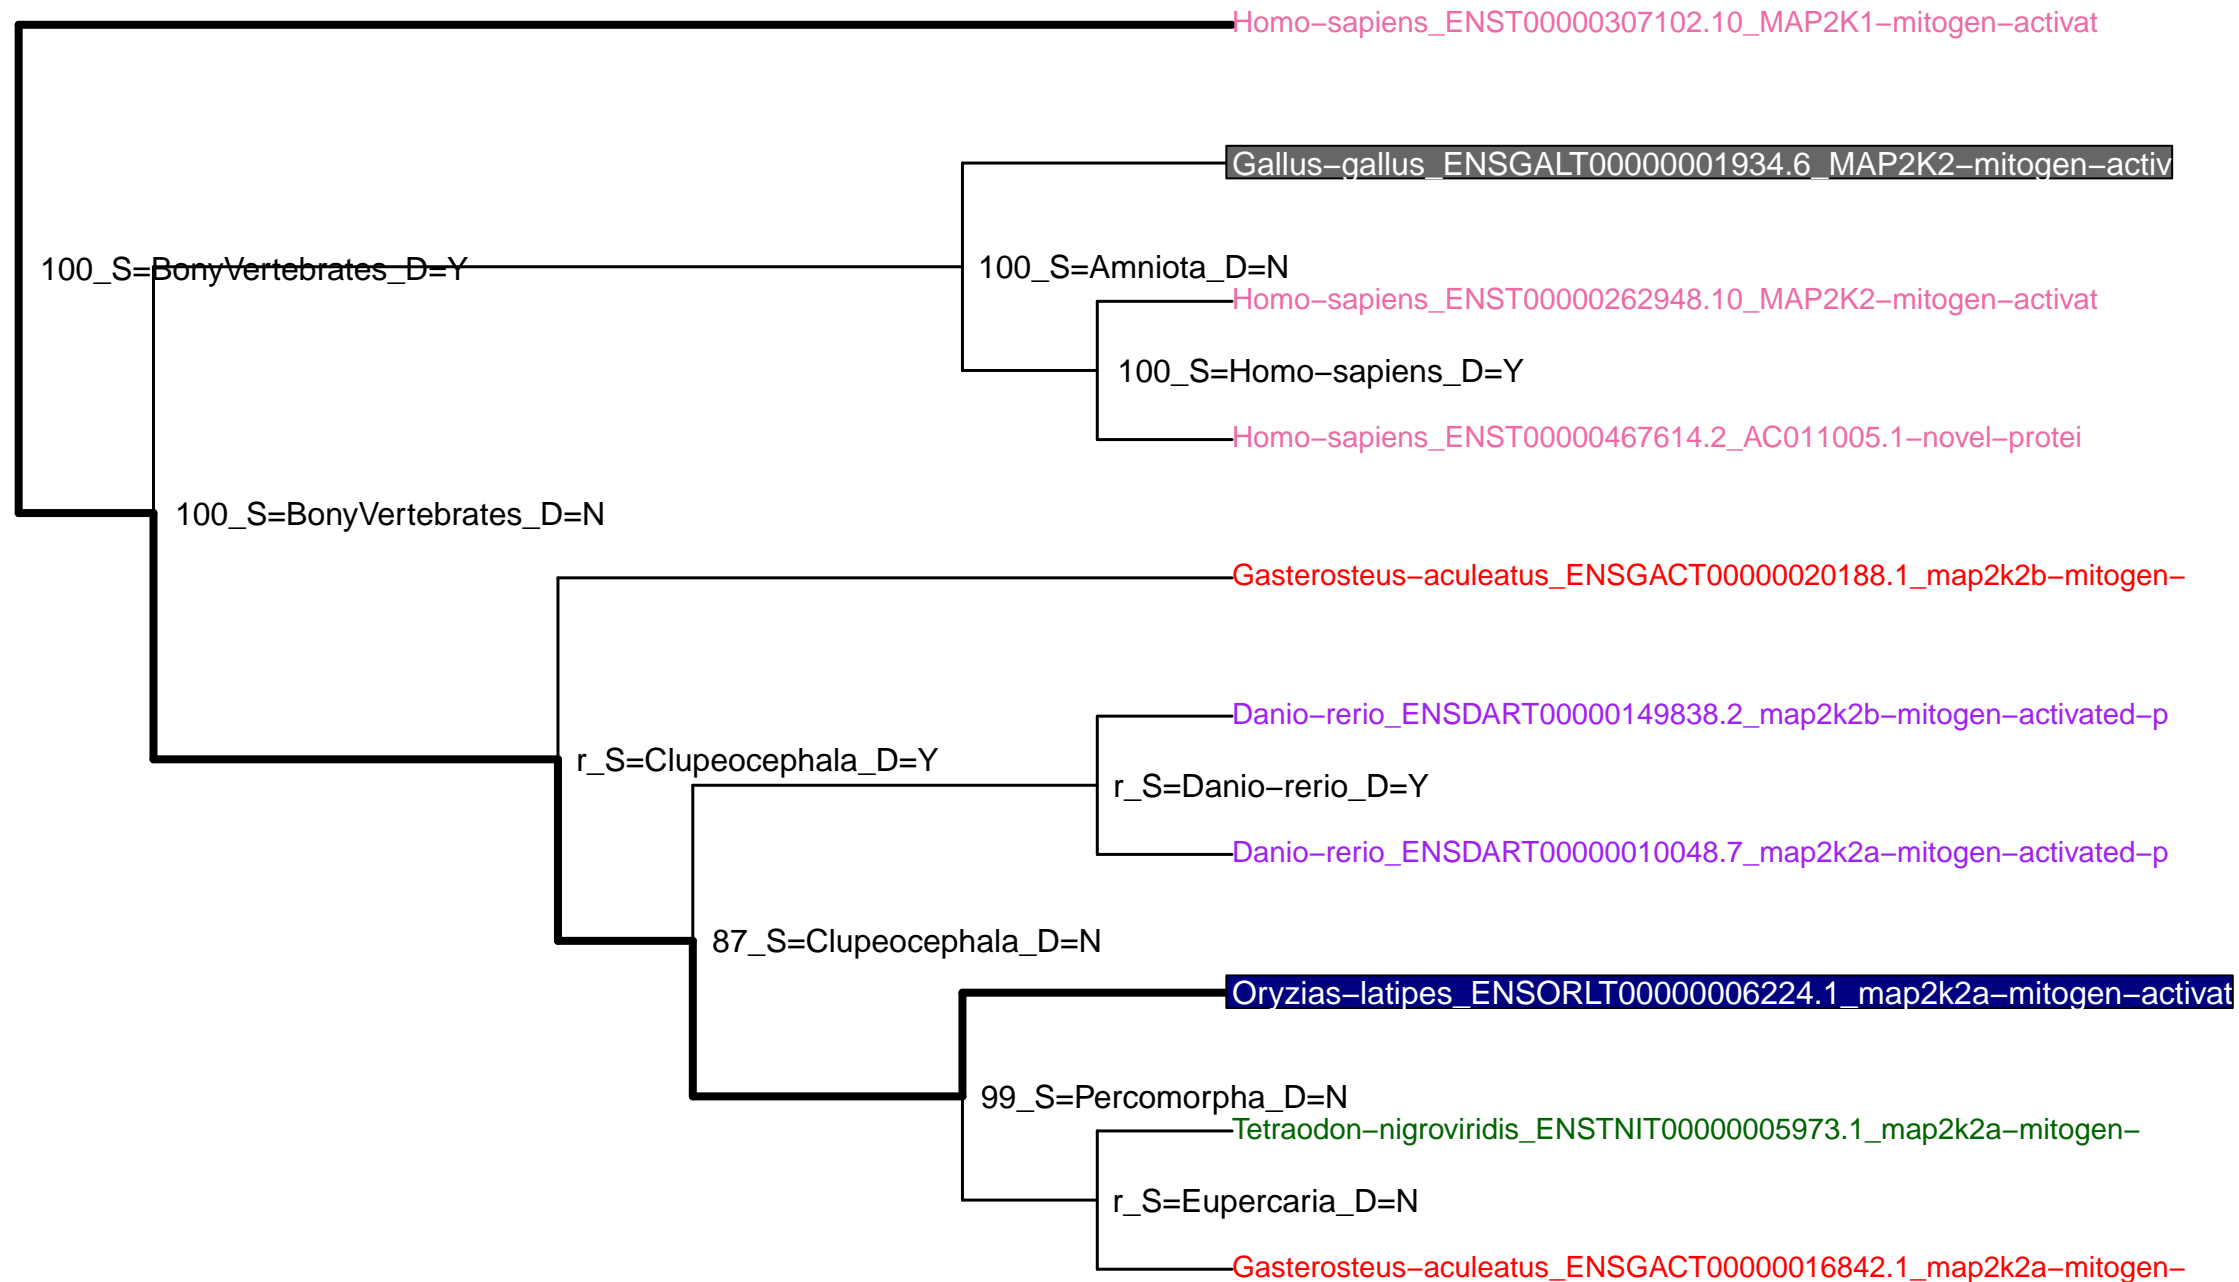 Homo−sapiens_ENST00000307102.10_MAP2K1−mitogen−activat
Gallus−gallus_ENSGALT00000001934.6_MAP2K2−mitogen−activ
100_S=BonyVertebrates_D=Y
100_S=Amniota_D=N
Homo−sapiens_ENST00000262948.10_MAP2K2−mitogen−activat
100_S=Homo−sapiens_D=Y
Homo−sapiens_ENST00000467614.2_AC011005.1−novel−protei
100_S=BonyVertebrates_D=N
Gasterosteus−aculeatus_ENSGACT00000020188.1_map2k2b−mitogen−
Danio−rerio_ENSDART00000149838.2_map2k2b−mitogen−activated−p
r_S=Clupeocephala_D=Y
r_S=Danio−rerio_D=Y
Danio−rerio_ENSDART00000010048.7_map2k2a−mitogen−activated−p
87_S=Clupeocephala_D=N
Oryzias−latipes_ENSORLT00000006224.1_map2k2a−mitogen−activat
99_S=Percomorpha_D=N
Tetraodon−nigroviridis_ENSTNIT00000005973.1_map2k2a−mitogen−
r_S=Eupercaria_D=N
Gasterosteus−aculeatus_ENSGACT00000016842.1_map2k2a−mitogen−